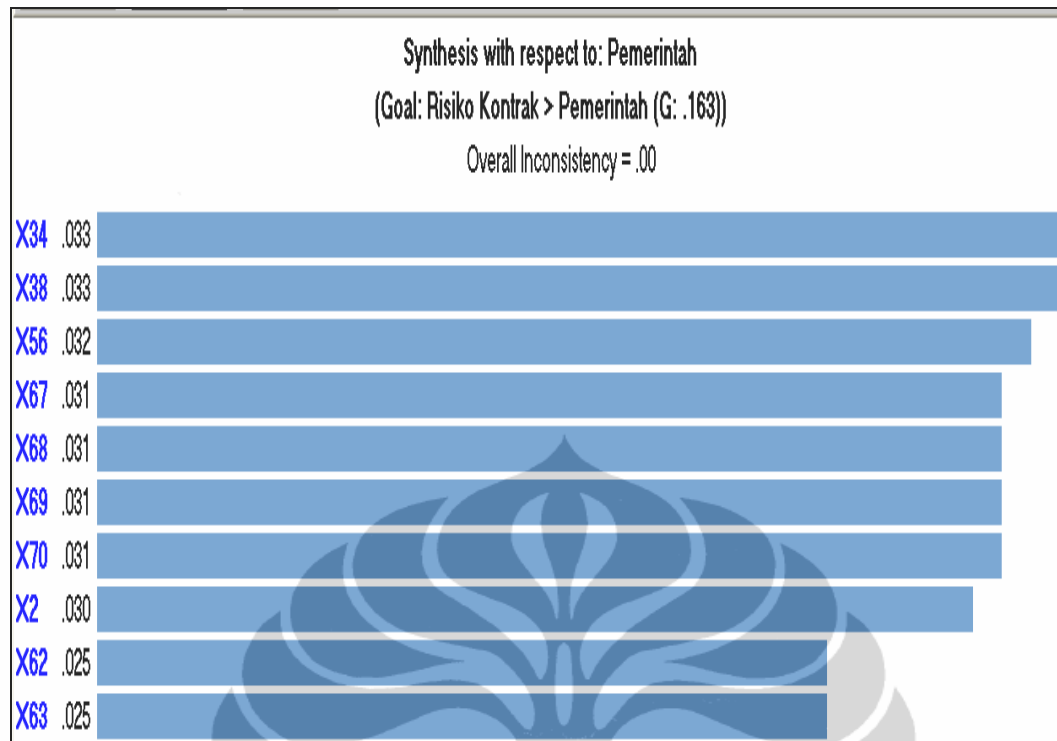 Synthesis with respect to: Pemerintah
(Goal: Risiko Kontrak > Pemerintah (G: .163))
Overall Inconsistency = .00
X34 .033
X38 .033
X56 .032
X67 .031
X68 .031
X69 .031
X70 .031
X2 .030
X62 .025
X63 .025